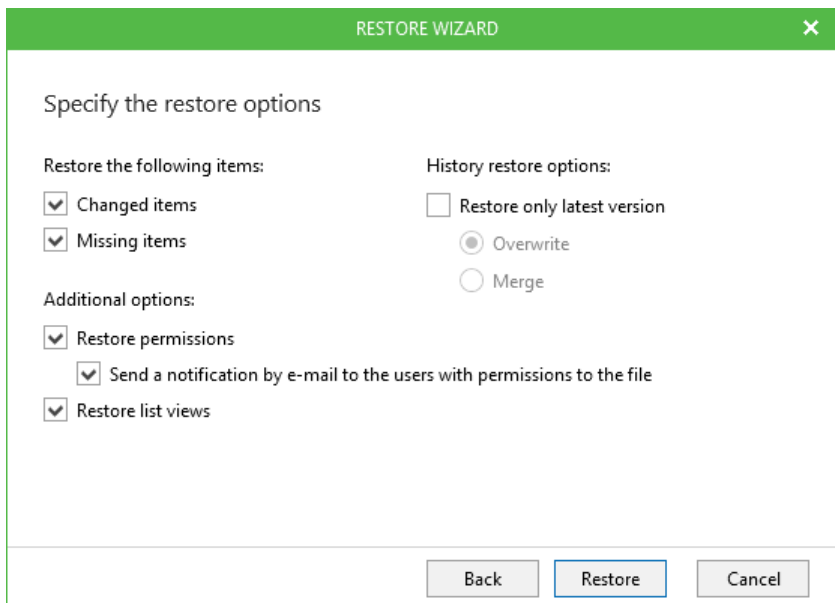 RESTORE WIZARD
Specify the restore options
Restore the following items:
Changed items
Missing items
Additional options:
Restore permissions
Send a notification by e-mail to the users with permissions to the file
Restore list views
History restore options:
Restore only latest version
Overwrite
Merge
Back
Restore
Cancel